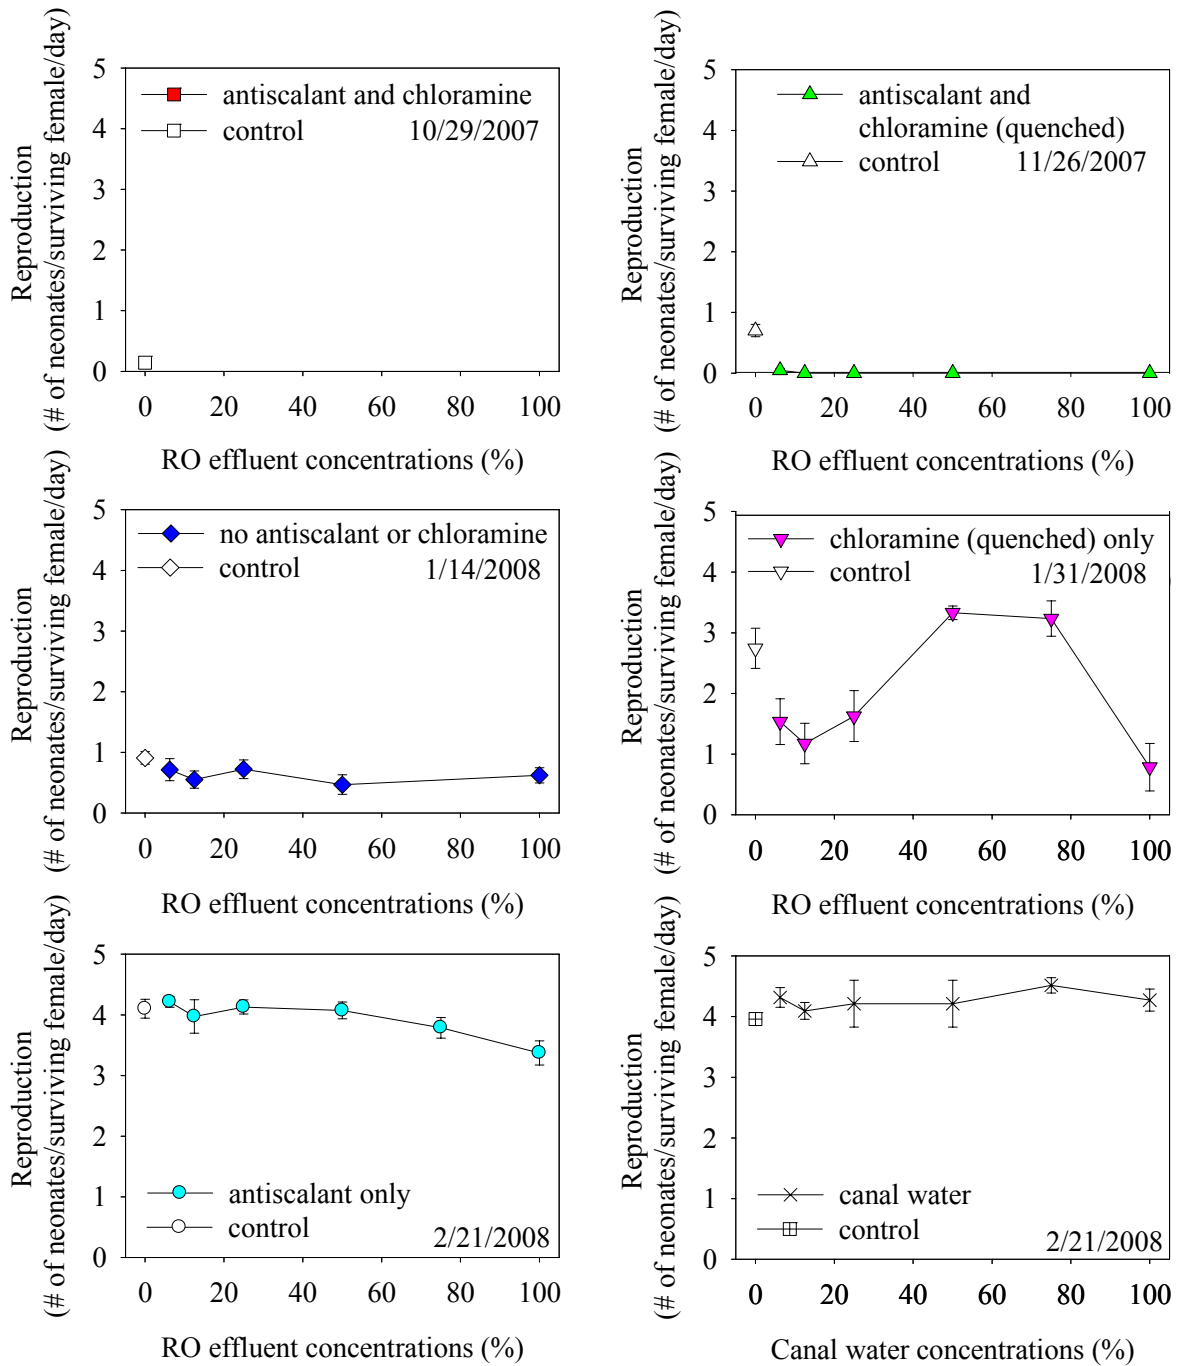 Reproduction
(# of neonates/surviving female/day)
5
4
3
2
1
0
antiscalant and chloramine
control 10/29/2007
0 20 40 60 80 100
RO effluent concentrations (%)
Reproduction
(# of neonates/surviving female/day)
5
4
3
2
1
0
antiscalant and
chloramine (quenched)
control 11/26/2007
0 20 40 60 80 100
RO effluent concentrations (%)
Reproduction
(# of neonates/surviving female/day)
5
4
3
2
1
0
no antiscalant or chloramine
control 1/14/2008
0 20 40 60 80 100
RO effluent concentrations (%)
Reproduction
(# of neonates/surviving female/day)
5
4
3
2
1
0
chloramine (quenched) only
control 1/31/2008
0 20 40 60 80 100
RO effluent concentrations (%)
Reproduction
(# of neonates/surviving female/day)
5
4
3
2
1
0
antiscalant only
control
2/21/2008
0 20 40 60 80 100
RO effluent concentrations (%)
Reproduction
(# of neonates/surviving female/day)
5
4
3
2
1
0
canal water
control
2/21/2008
0 20 40 60 80 100
Canal water concentrations (%)